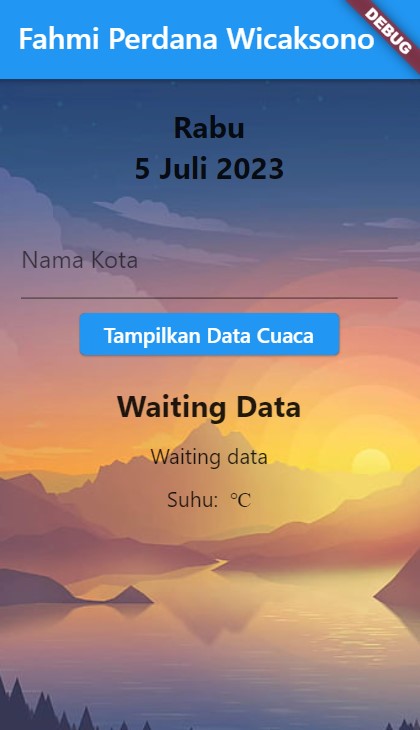 Fahmi Perdana Wicaksono
DEBUG
Rabu
5 Juli 2023
Nama Kota
Tampilkan Data Cuaca
Waiting Data
Waiting data
Suhu: °C